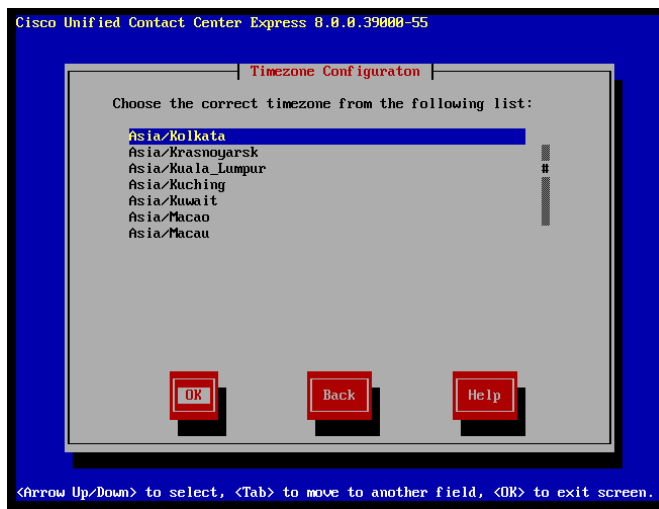 Cisco Unified Contact Center Express 8.0.0.39000-55
Timezone Configuraton
Choose the correct timezone from the following list:
Asia/Kolkata
Asia/Krasnoyarsk
Asia/Kuala_Lumpur
#
Asia/Kuching
Asia/Kuwait
Asia/Macao
Asia/Macau
OK Back Help
<Arrow Up/Down> to select, <Tab> to move to another field, <OK> to exit screen.